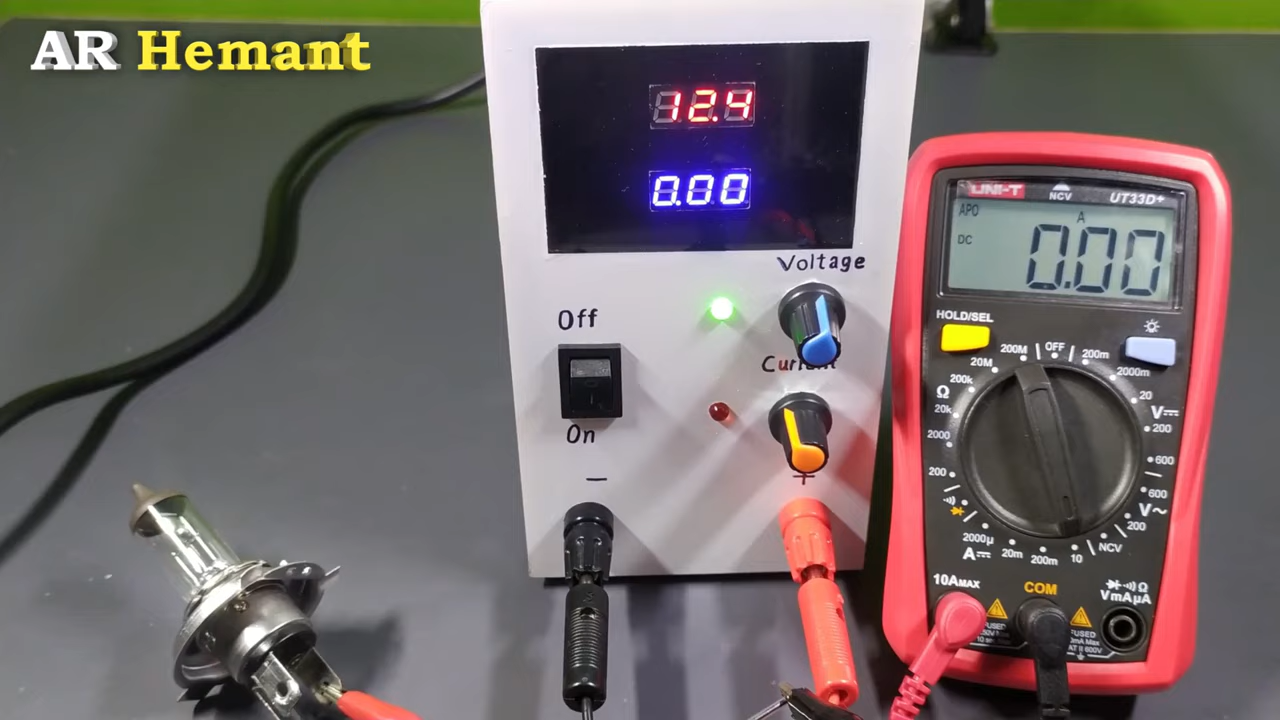 AR Hemant
12.4
0.00
Voltage
Off
Current
On
−
+
UNI-T
NCV
UT33D+
APO
A
DC
0.00
HOLD/SEL
200M
OFF
200m
20M
2000m
200k
20
Ω
V⎓
20k
200
2000
600
200
600
V~
200
2000μ
NCV
A⎓
20m
200m
10
10AMAX
COM
Ω
VmAμA
FUSED
FUSED